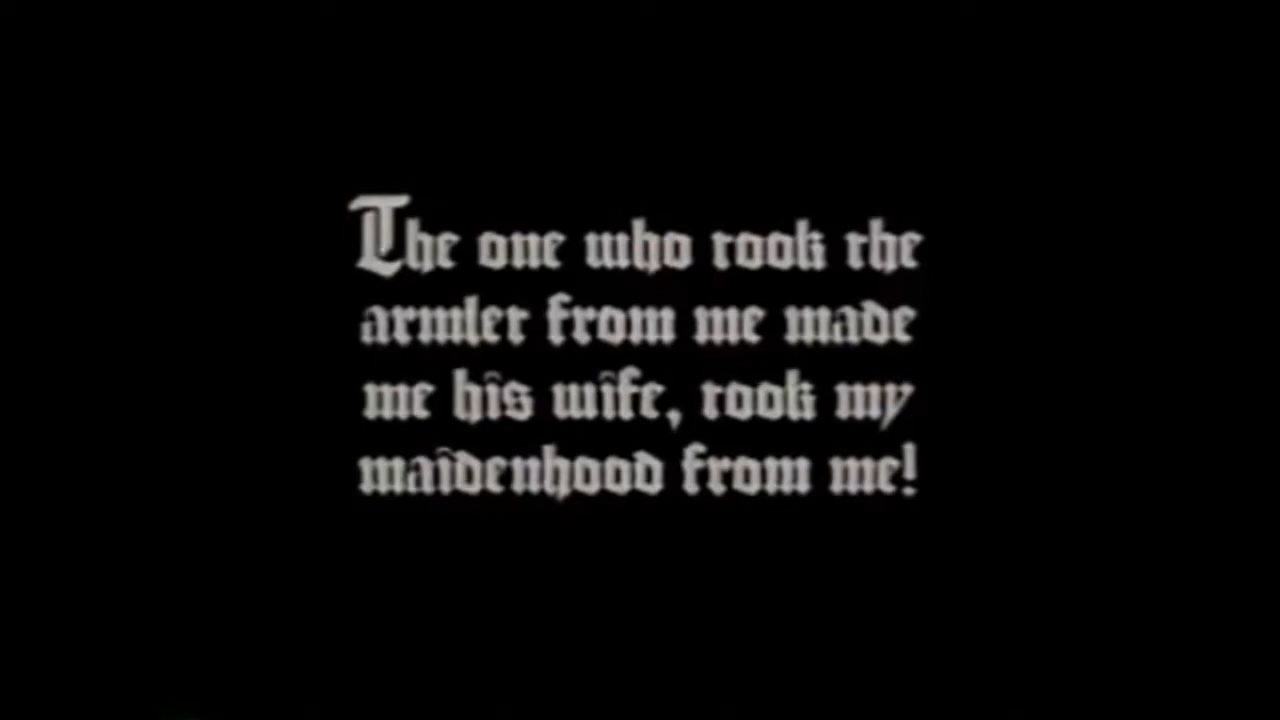 The one who took the
armlet from me made
me his wife, took my
maidenhood from me!